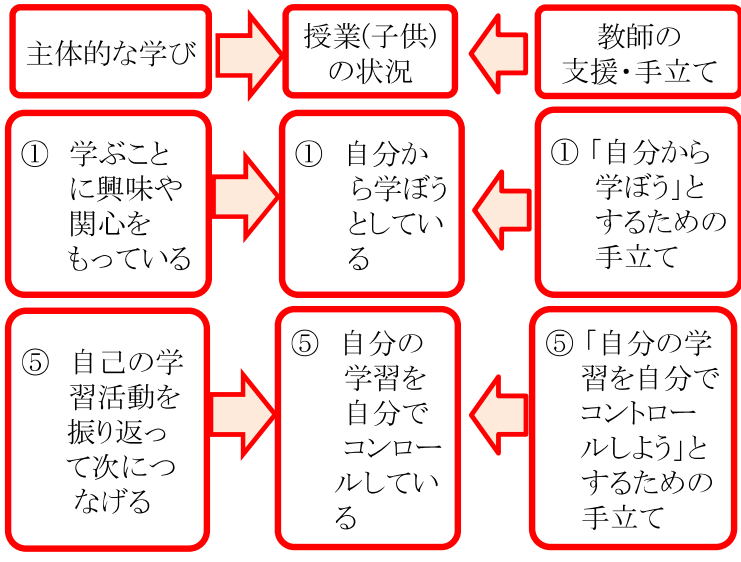 主体的な学び
授業(子供)
の状況
教師の
支援・手立て
① 学ぶこと
に興味や
関心を
もっている
① 自分か
ら学ぼう
としてい
る
①「自分から
学ぼう」と
するための
手立て
⑤ 自己の学
習活動を
振り返っ
て次につ
なげる
⑤ 自分の
学習を
自分で
コンロー
ルしてい
る
⑤「自分の学
習を自分で
コントロー
ルしよう」と
するための
手立て